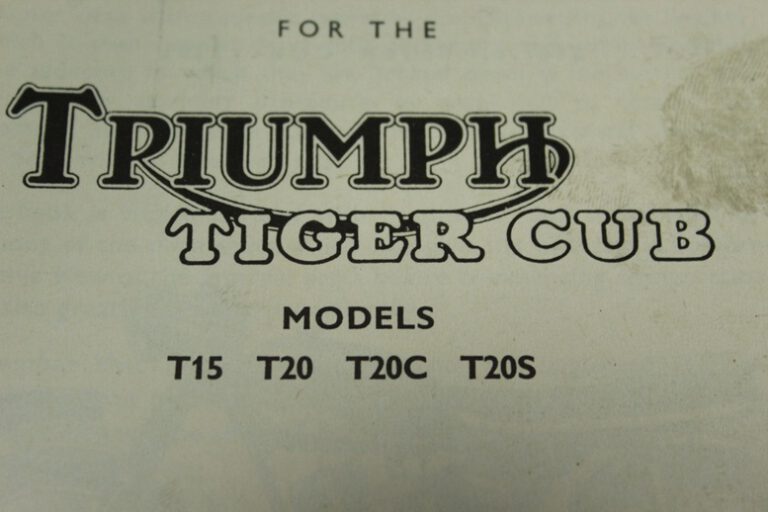 FOR THE
TRIUMPH
TIGER CUB
MODELS
T15 T20 T20C T20S